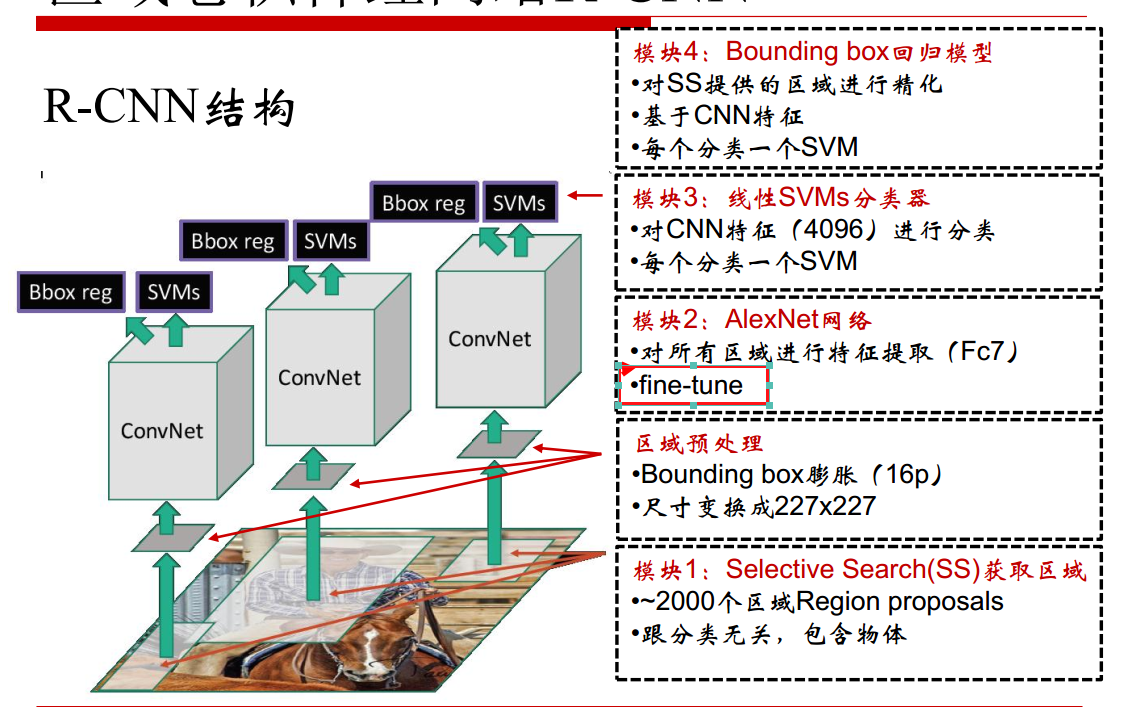 R-CNN结构
模块4：Bounding box回归模型
•对SS提供的区域进行精化
•基于CNN特征
•每个分类一个SVM
模块3：线性SVMs分类器
•对CNN特征（4096）进行分类
•每个分类一个SVM
模块2：AlexNet网络
•对所有区域进行特征提取（Fc7）
•fine-tune
区域预处理
•Bounding box膨胀（16p）
•尺寸变换成227x227
模块1：Selective Search(SS)获取区域
•~2000个区域Region proposals
•跟分类无关，包含物体
Bbox reg
SVMs
Bbox reg
SVMs
Bbox reg
SVMs
ConvNet
ConvNet
ConvNet